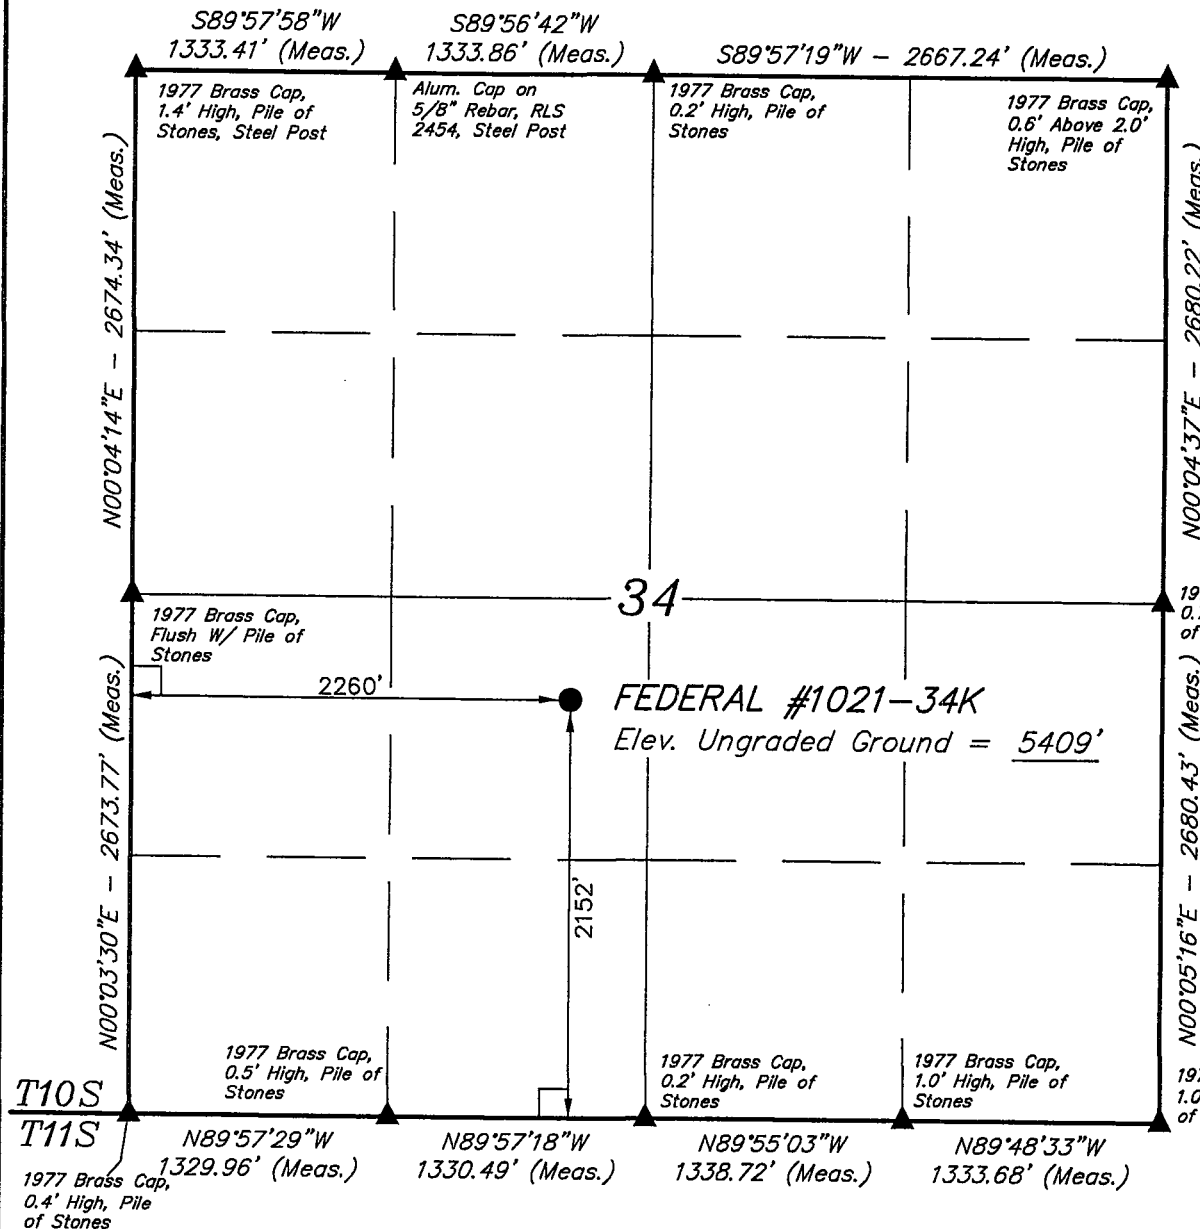 S89°57'58"W
1333.41' (Meas.)
S89°56'42"W
1333.86' (Meas.)
S89°57'19"W – 2667.24' (Meas.)
1977 Brass Cap,
1.4' High, Pile of
Stones, Steel Post
Alum. Cap on
5/8" Rebar, RLS
2454, Steel Post
1977 Brass Cap,
0.2' High, Pile of
Stones
1977 Brass Cap,
0.6' Above 2.0'
High, Pile of
Stones
N00°04'14"E – 2674.34' (Meas.)
N00°04'37"E – 2680.22' (Meas.)
34
1977 Brass Cap,
Flush W/ Pile of
Stones
2260'
FEDERAL #1021–34K
Elev. Ungraded Ground = 5409'
N00°03'30"E – 2673.77' (Meas.)
2152'
N00°05'16"E – 2680.43' (Meas.)
1977 Brass Cap,
0.5' High, Pile of
Stones
1977 Brass Cap,
0.2' High, Pile of
Stones
1977 Brass Cap,
1.0' High, Pile of
Stones
of
1.0
of
T10S
T11S
N89°57'29"W
1329.96' (Meas.)
N89°57'18"W
1330.49' (Meas.)
N89°55'03"W
1338.72' (Meas.)
N89°48'33"W
1333.68' (Meas.)
1977 Brass Cap,
0.4' High, Pile
of Stones